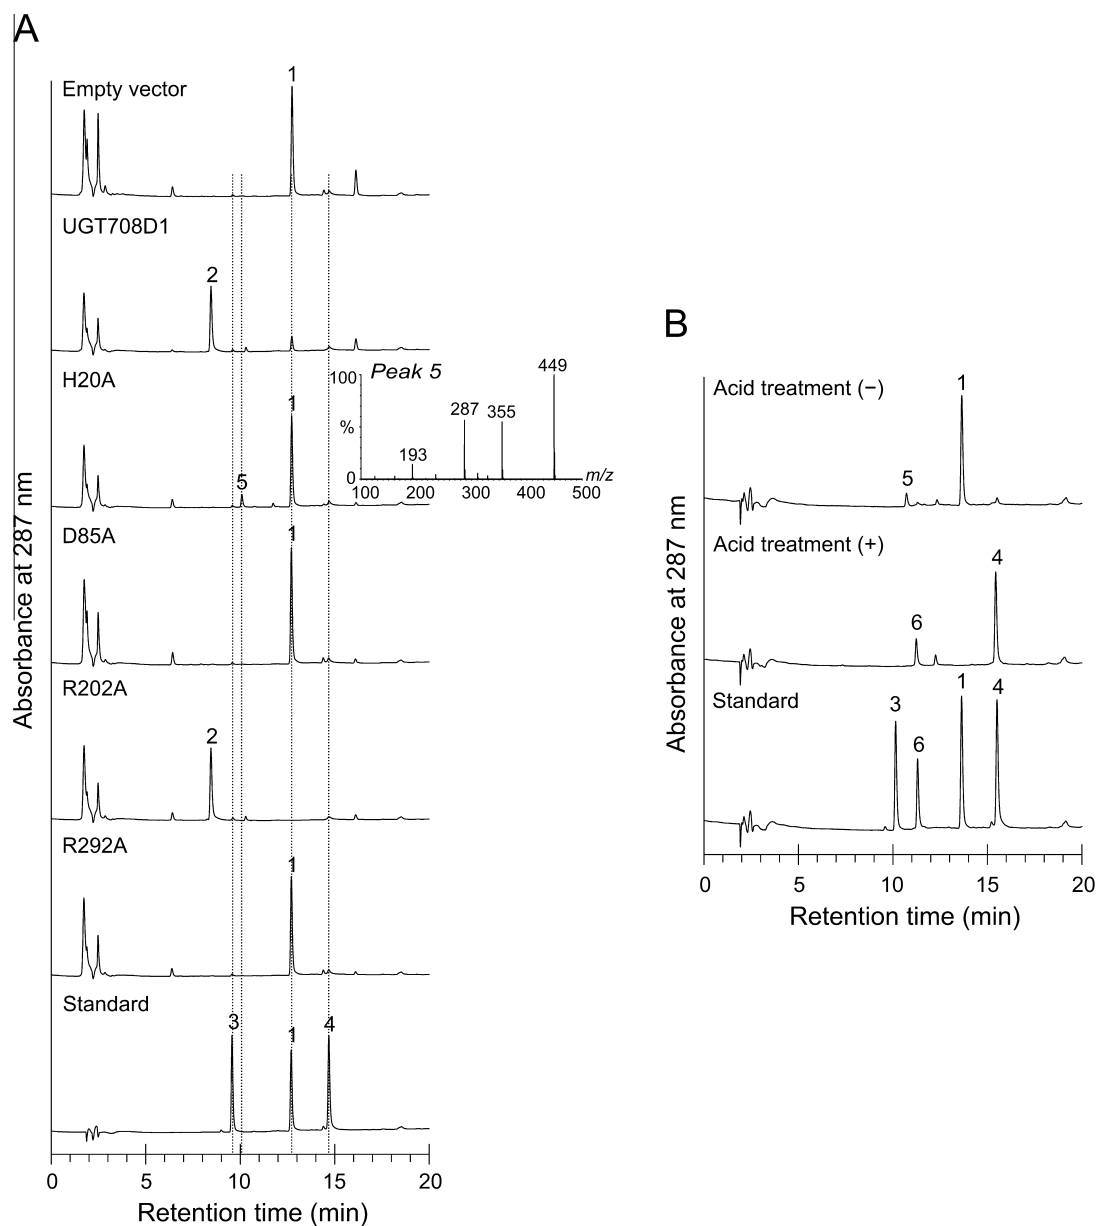 A
Empty vector
1
UGT708D1
2
H20A
1
5
Peak 5
100
%
0
193
287
355
449
100 200 300 400 500
m/z
D85A
1
R202A
2
R292A
1
Standard
3
1
4
0 5 10 15 20
Retention time (min)
Absorbance at 287 nm
B
Acid treatment (−)
1
5
Acid treatment (+)
4
6
Standard
3
6
1
4
0 5 10 15 20
Retention time (min)
Absorbance at 287 nm